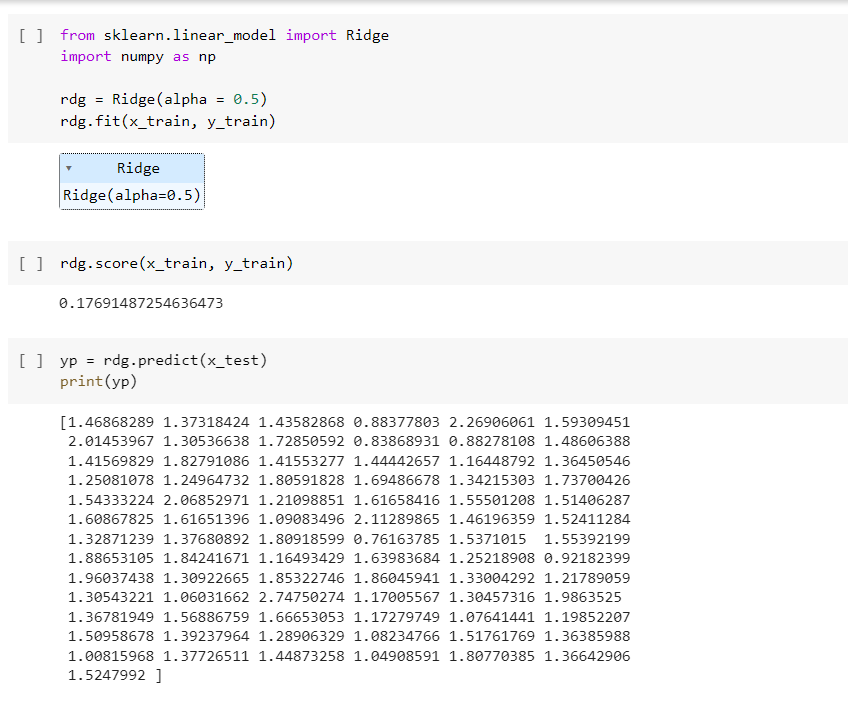 [ ] from sklearn.linear_model import Ridge
import numpy as np
rdg = Ridge(alpha = 0.5)
rdg.fit(x_train, y_train)
▾ Ridge
Ridge(alpha=0.5)
[ ] rdg.score(x_train, y_train)
0.17691487254636473
[ ] yp = rdg.predict(x_test)
print(yp)
[1.46868289 1.37318424 1.43582868 0.88377803 2.26906061 1.59309451
2.01453967 1.30536638 1.72850592 0.83868931 0.88278108 1.48606388
1.41569829 1.82791086 1.41553277 1.44442657 1.16448792 1.36450546
1.25081078 1.24964732 1.80591828 1.69486678 1.34215303 1.73700426
1.54333224 2.06852971 1.21098851 1.61658416 1.55501208 1.51406287
1.60867825 1.61651396 1.09083496 2.11289865 1.46196359 1.52411284
1.32871239 1.37680892 1.80918599 0.76163785 1.5371015  1.55392199
1.88653105 1.84241671 1.16493429 1.63983684 1.25218908 0.92182399
1.96037438 1.30922665 1.85322746 1.86045941 1.33004292 1.21789059
1.30543221 1.06031662 2.74750274 1.17005567 1.30457316 1.9863525
1.36781949 1.56886759 1.66653053 1.17279749 1.07641441 1.19852207
1.50958678 1.39237964 1.28906329 1.08234766 1.51761769 1.36385988
1.00815968 1.37726511 1.44873258 1.04908591 1.80770385 1.36642906
1.5247992 ]